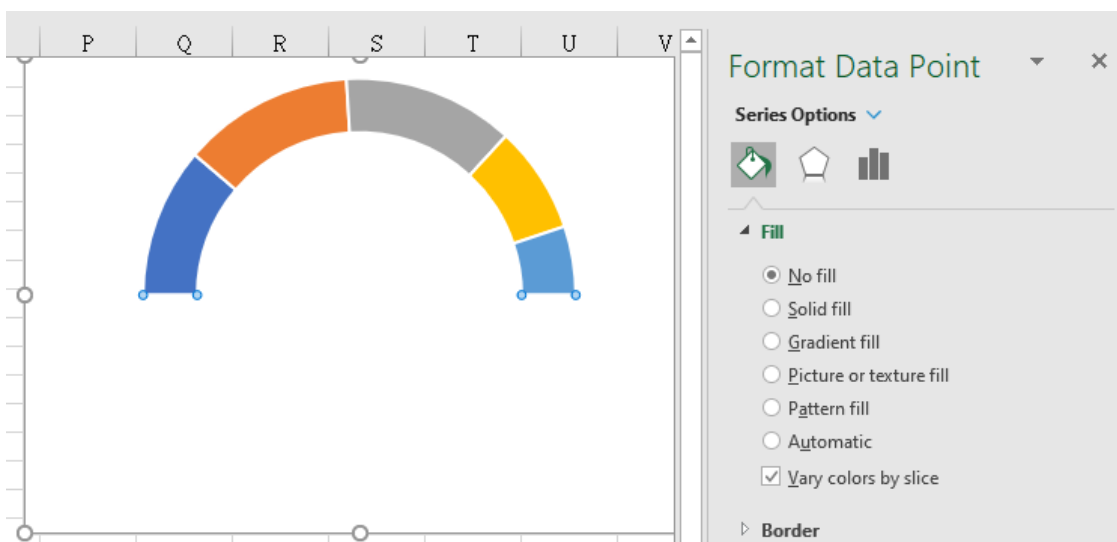 P Q R S T U V
Format Data Point
Series Options
Fill
No fill
Solid fill
Gradient fill
Picture or texture fill
Pattern fill
Automatic
Vary colors by slice
Border